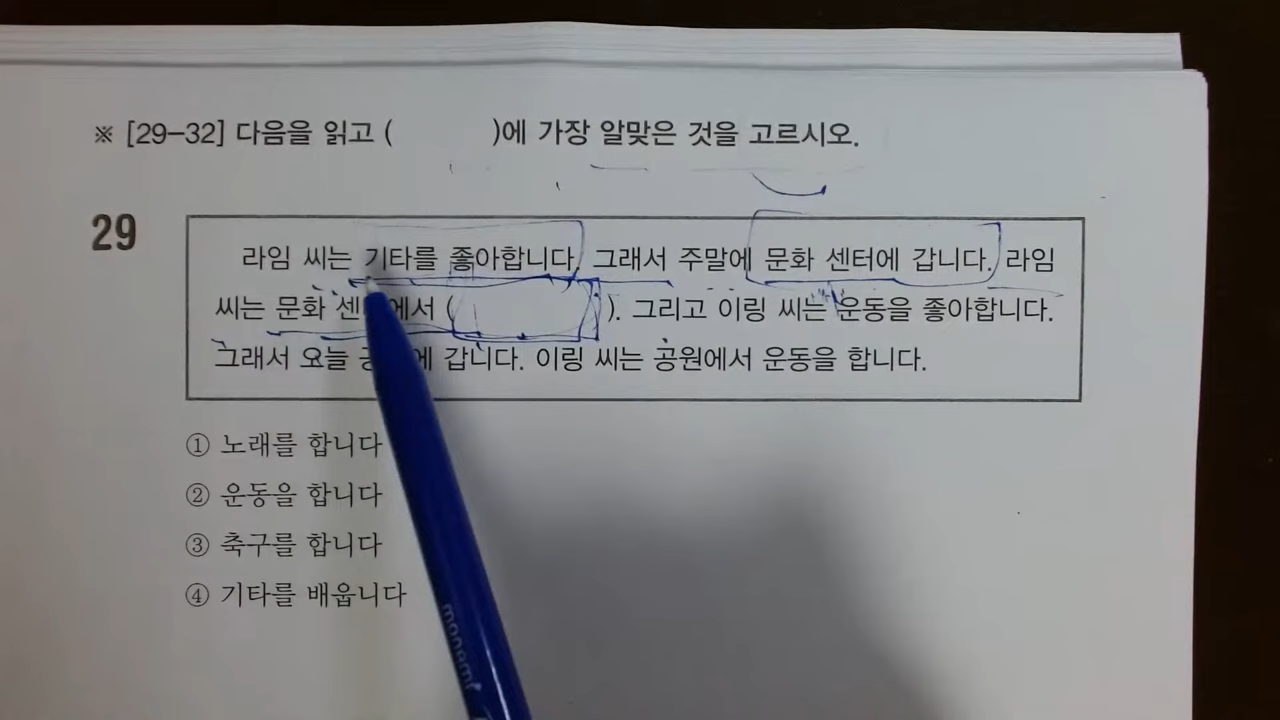 ※ [29-32] 다음을 읽고 ( )에 가장 알맞은 것을 고르시오.
29
라임 씨는 기타를 좋아합니다. 그래서 주말에 문화 센터에 갑니다. 라임
씨는 문화 센터에서 ( ). 그리고 이링 씨는 운동을 좋아합니다.
그래서 오늘 공원에 갑니다. 이링 씨는 공원에서 운동을 합니다.
① 노래를 합니다
② 운동을 합니다
③ 축구를 합니다
④ 기타를 배웁니다
monami